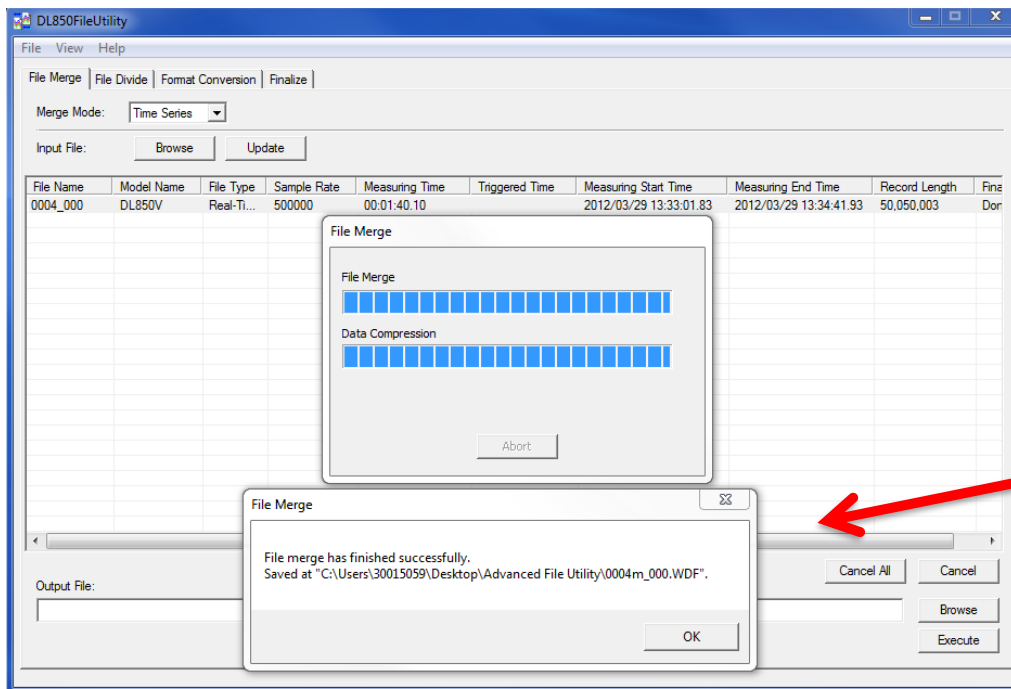 DL850FileUtility
File View Help
File Merge File Divide Format Conversion Finalize
Merge Mode: Time Series
Input File: Browse Update
File Name Model Name File Type Sample Rate Measuring Time Triggered Time Measuring Start Time Measuring End Time Record Length Fina
0004_000 DL850V Real-Ti... 500000 00:01:40.10 2012/03/29 13:33:01.83 2012/03/29 13:34:41.93 50,050,003 Don
File Merge
File Merge
Data Compression
Abort
File Merge
File merge has finished successfully.
Saved at "C:\Users\30015059\Desktop\Advanced File Utility\0004m_000.WDF".
OK
Cancel All Cancel
Output File:
Browse
Execute